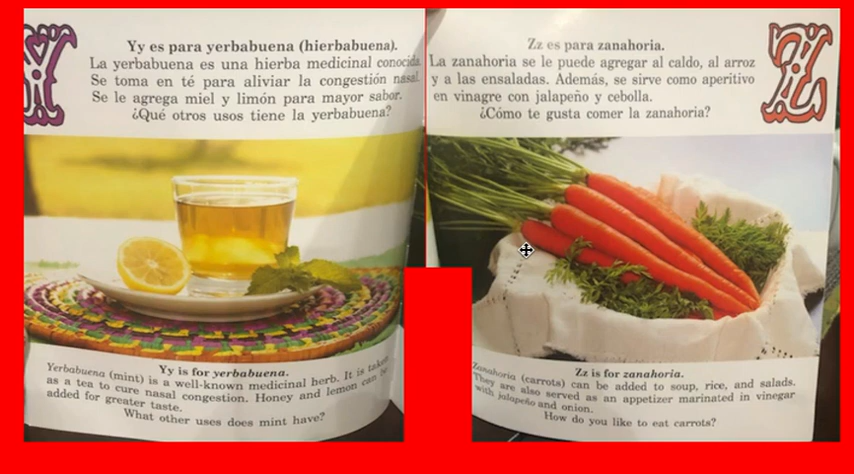 Y
Yy es para yerbabuena (hierbabuena).
La yerbabuena es una hierba medicinal conocida.
Se toma en té para aliviar la congestión nasal.
Se le agrega miel y limón para mayor sabor.
¿Qué otros usos tiene la yerbabuena?
Yy is for yerbabuena.
Yerbabuena (mint) is a well-known medicinal herb. It is taken
as a tea to cure nasal congestion. Honey and lemon can be
added for greater taste.
What other uses does mint have?
Z
Zz es para zanahoria.
La zanahoria se le puede agregar al caldo, al arroz
y a las ensaladas. Además, se sirve como aperitivo
en vinagre con jalapeño y cebolla.
¿Cómo te gusta comer la zanahoria?
Zz is for zanahoria.
Zanahoria (carrots) can be added to soup, rice, and salads.
They are also served as an appetizer marinated in vinegar
with jalapeño and onion.
How do you like to eat carrots?